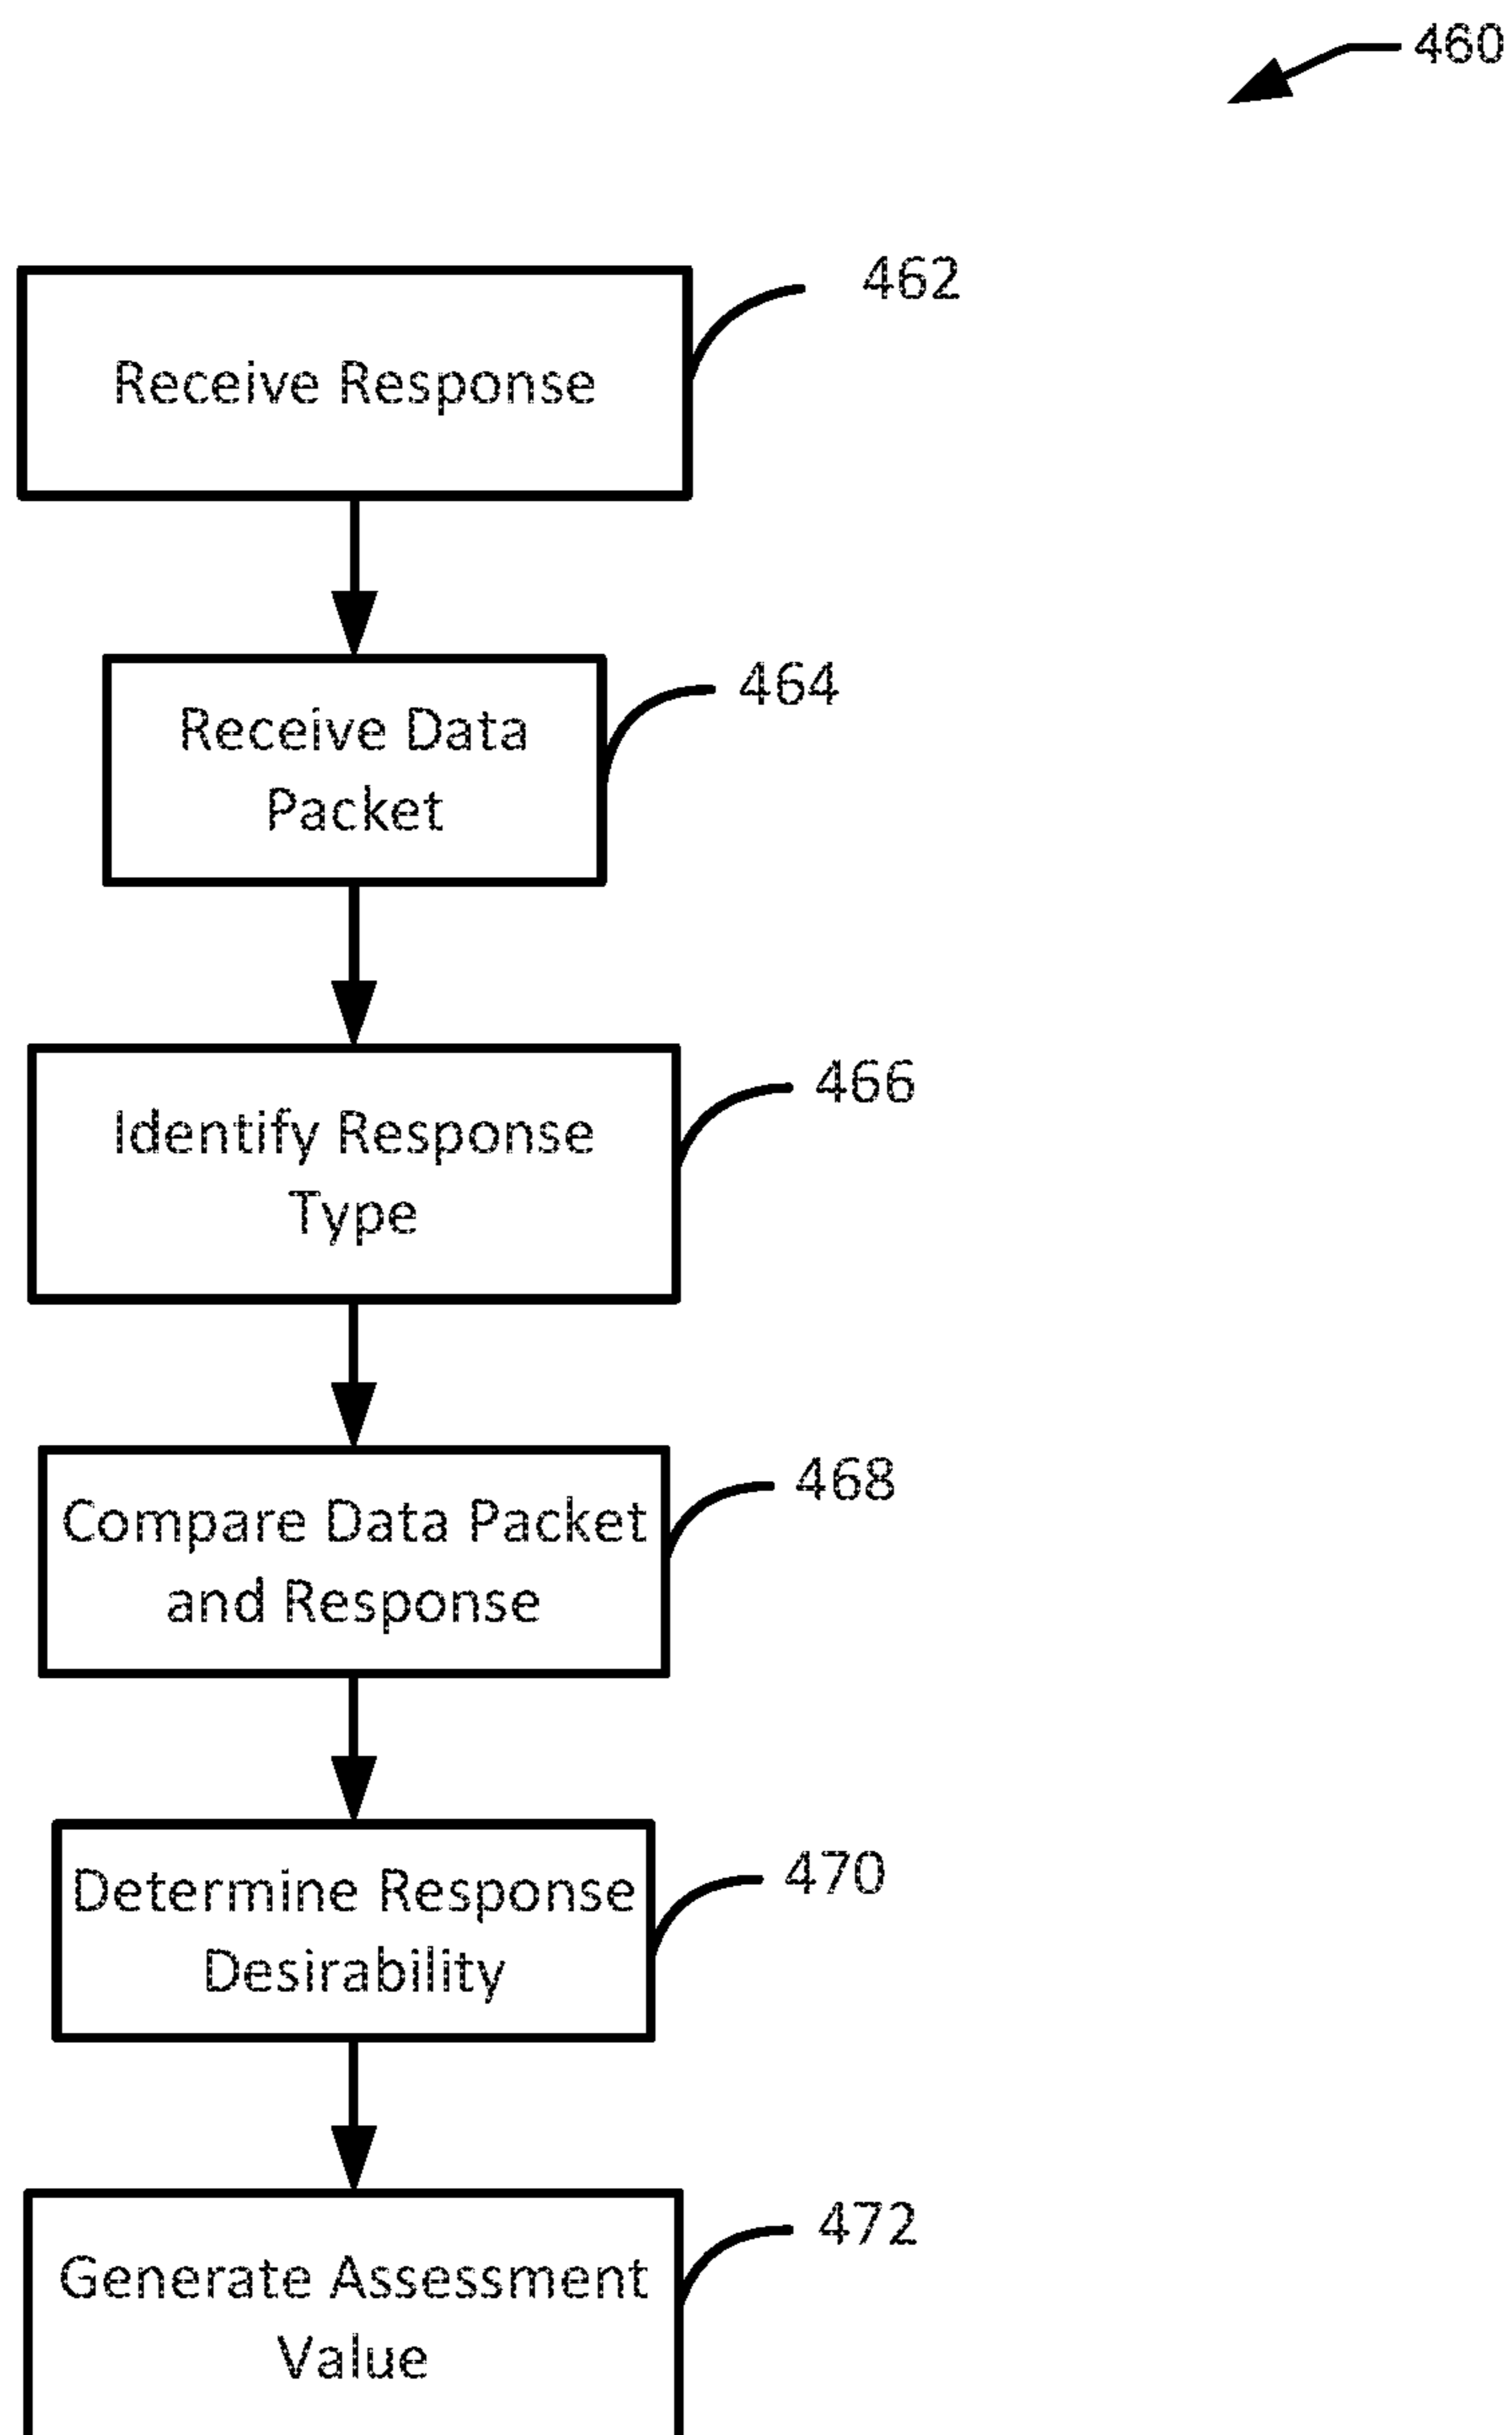 460
462
Receive Response
464
Receive Data
Packet
466
Identify Response
Type
468
Compare Data Packet
and Response
470
Determine Response
Desirability
472
Generate Assessment
Value